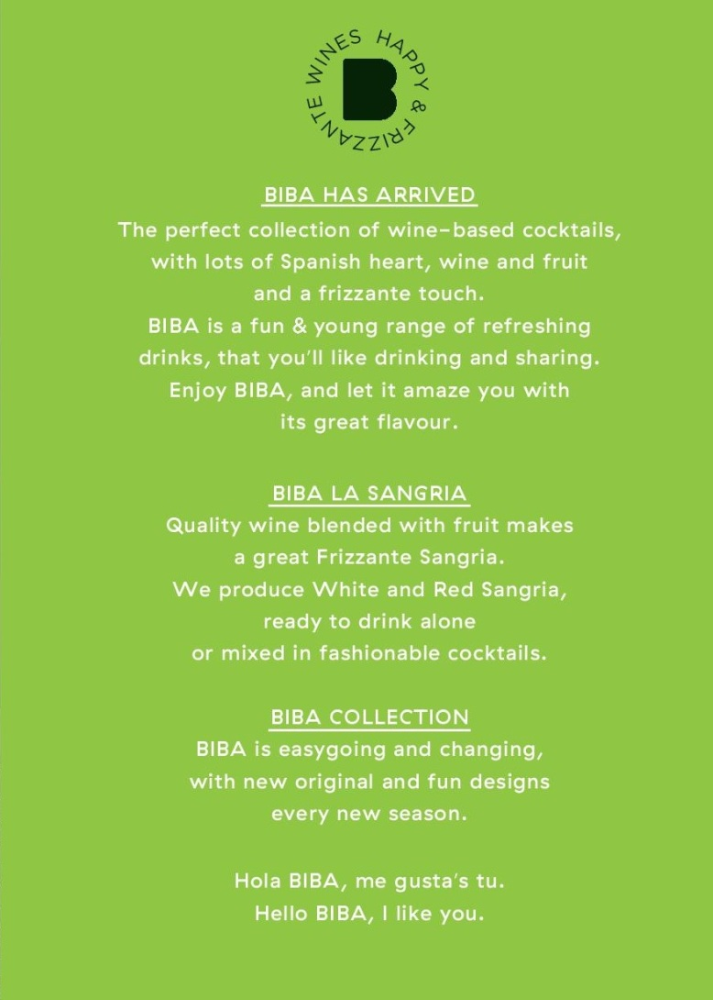 WINES HAPPY & FRIZZANTE
B
BIBA HAS ARRIVED
The perfect collection of wine-based cocktails,
with lots of Spanish heart, wine and fruit
and a frizzante touch.
BIBA is a fun & young range of refreshing
drinks, that you'll like drinking and sharing.
Enjoy BIBA, and let it amaze you with
its great flavour.
BIBA LA SANGRIA
Quality wine blended with fruit makes
a great Frizzante Sangria.
We produce White and Red Sangria,
ready to drink alone
or mixed in fashionable cocktails.
BIBA COLLECTION
BIBA is easygoing and changing,
with new original and fun designs
every new season.
Hola BIBA, me gusta's tu.
Hello BIBA, I like you.